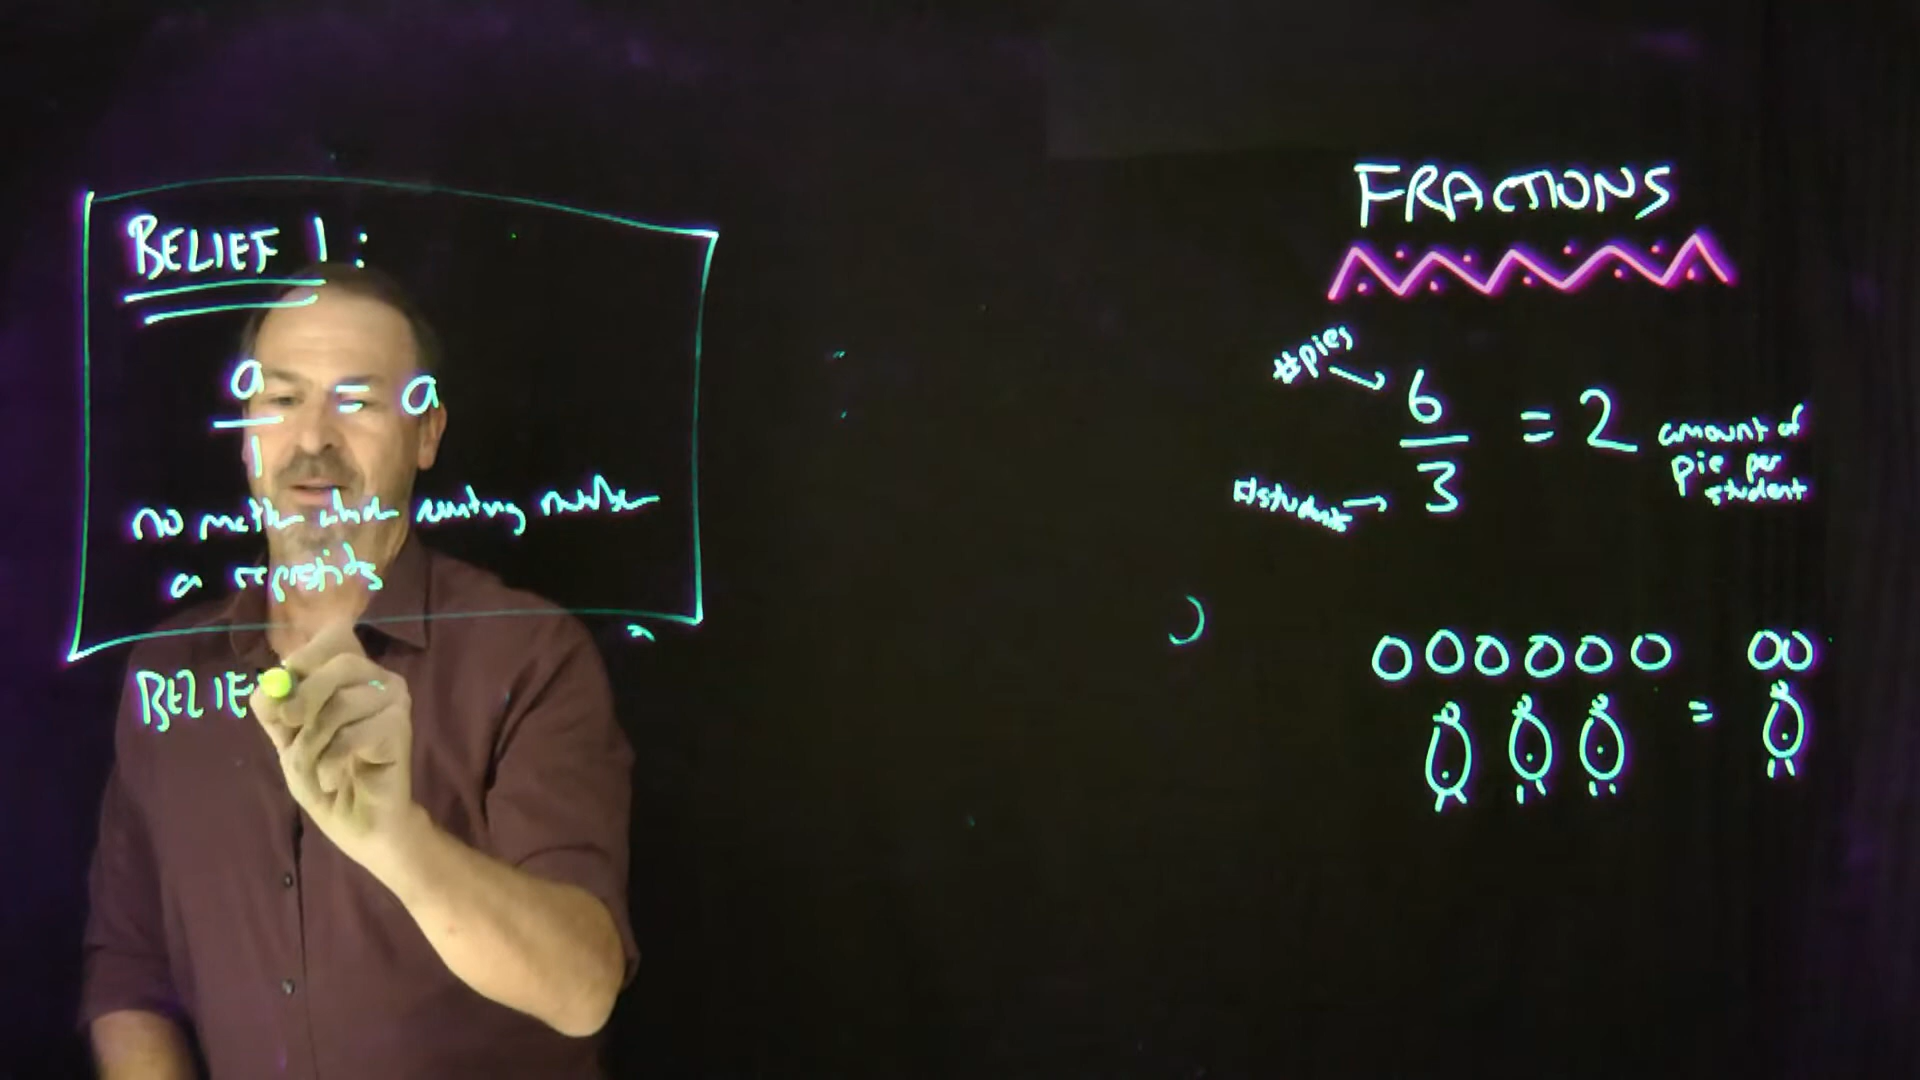 BELIEF 1:
a/1 = a
no matter which counting number
a represents
BELIE
FRACTIONS
#pies →
6/3 = 2 amount of
pie per
student
#students →
=